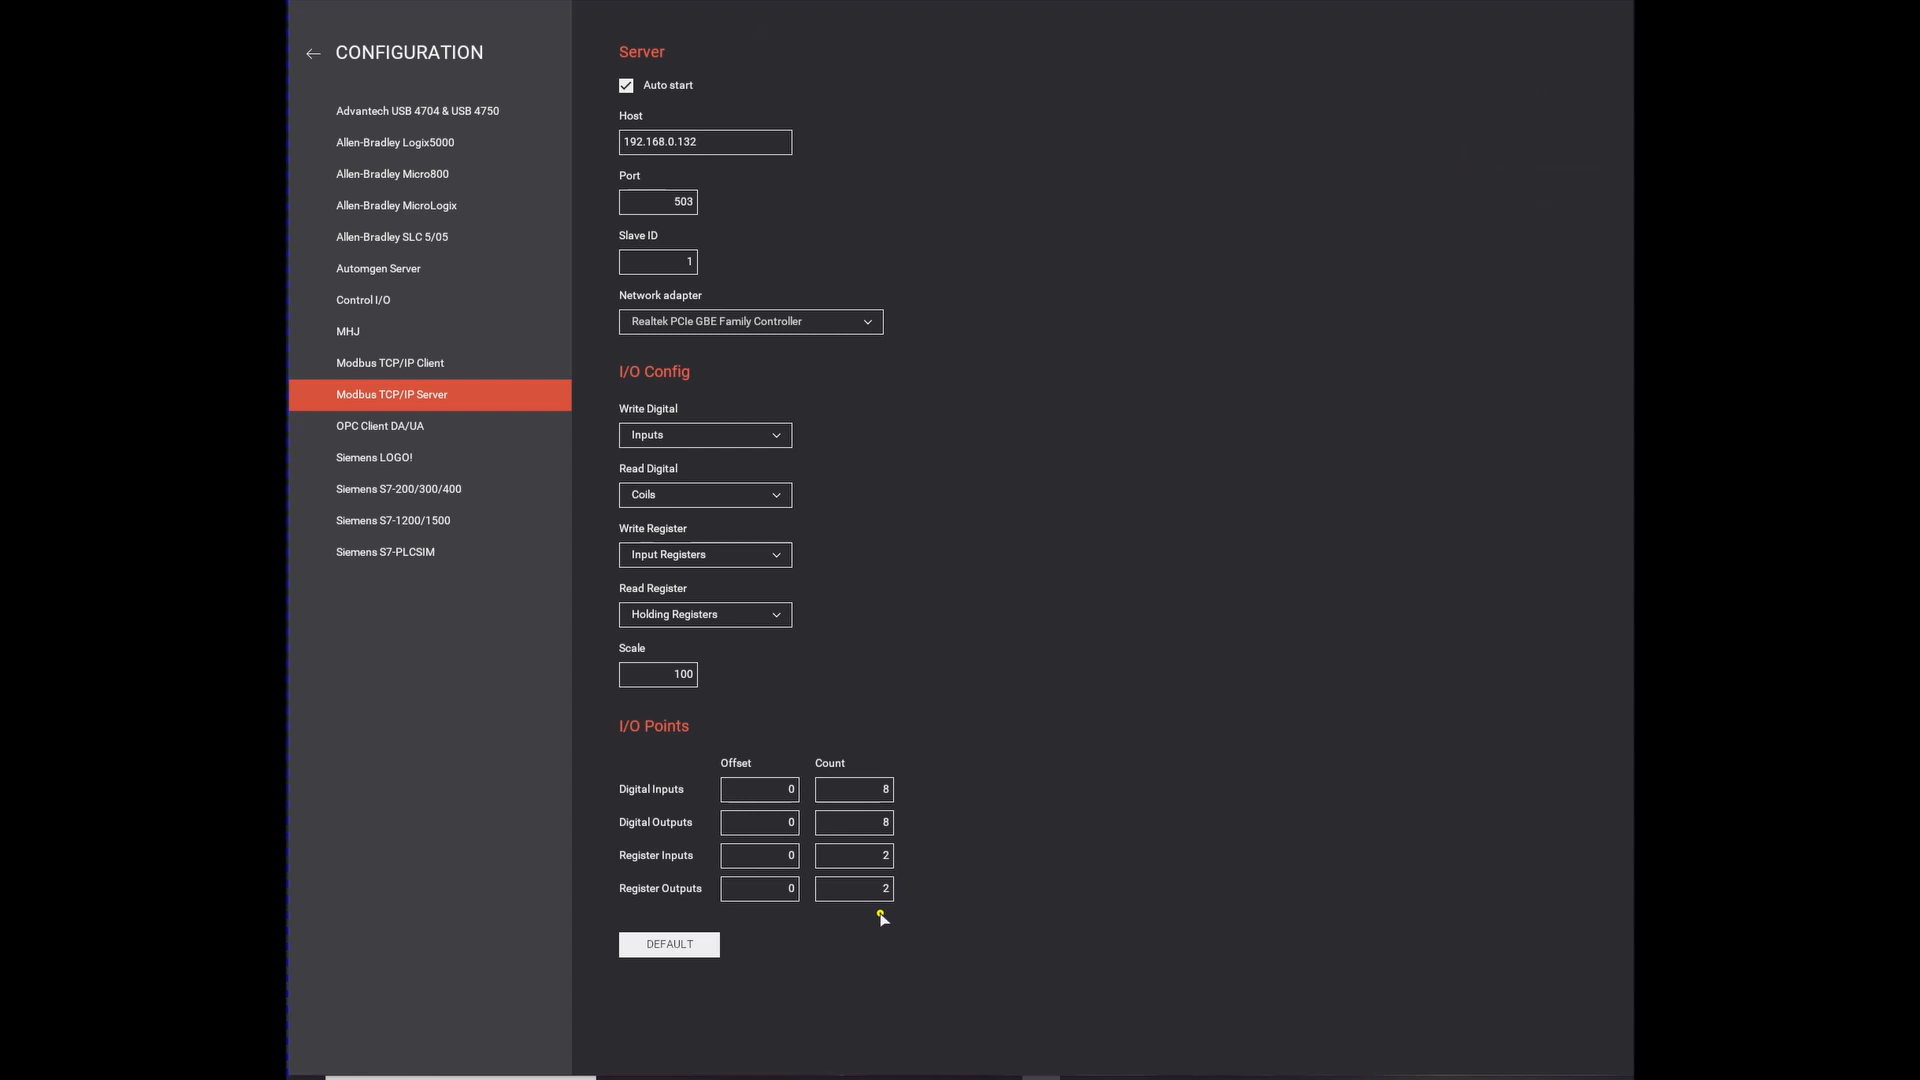 CONFIGURATION
Advantech USB 4704 & USB 4750
Allen-Bradley Logix5000
Allen-Bradley Micro800
Allen-Bradley MicroLogix
Allen-Bradley SLC 5/05
Automgen Server
Control I/O
MHJ
Modbus TCP/IP Client
Modbus TCP/IP Server
OPC Client DA/UA
Siemens LOGO!
Siemens S7-200/300/400
Siemens S7-1200/1500
Siemens S7-PLCSIM
Server
Auto start
Host
192.168.0.132
Port
503
Slave ID
1
Network adapter
Realtek PCIe GBE Family Controller
I/O Config
Write Digital
Inputs
Read Digital
Coils
Write Register
Input Registers
Read Register
Holding Registers
Scale
100
I/O Points
Offset Count
Digital Inputs 0 8
Digital Outputs 0 8
Register Inputs 0 2
Register Outputs 0 2
DEFAULT